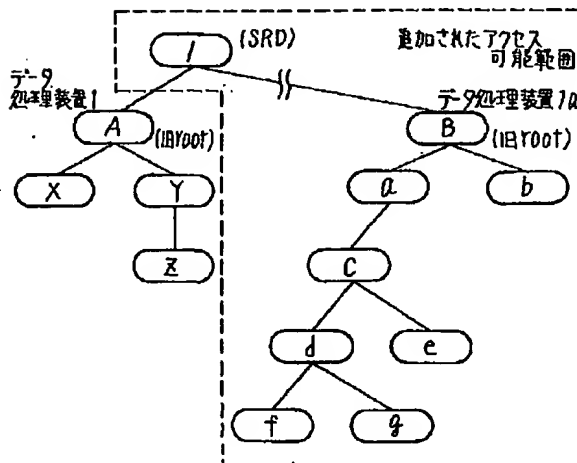 /
(SRD)
追加されたアクセス
可能範囲
データ
処理装置1
データ処理装置1a
A
(旧root)
B
(旧root)
X
Y
a
b
Z
C
d
e
f
g